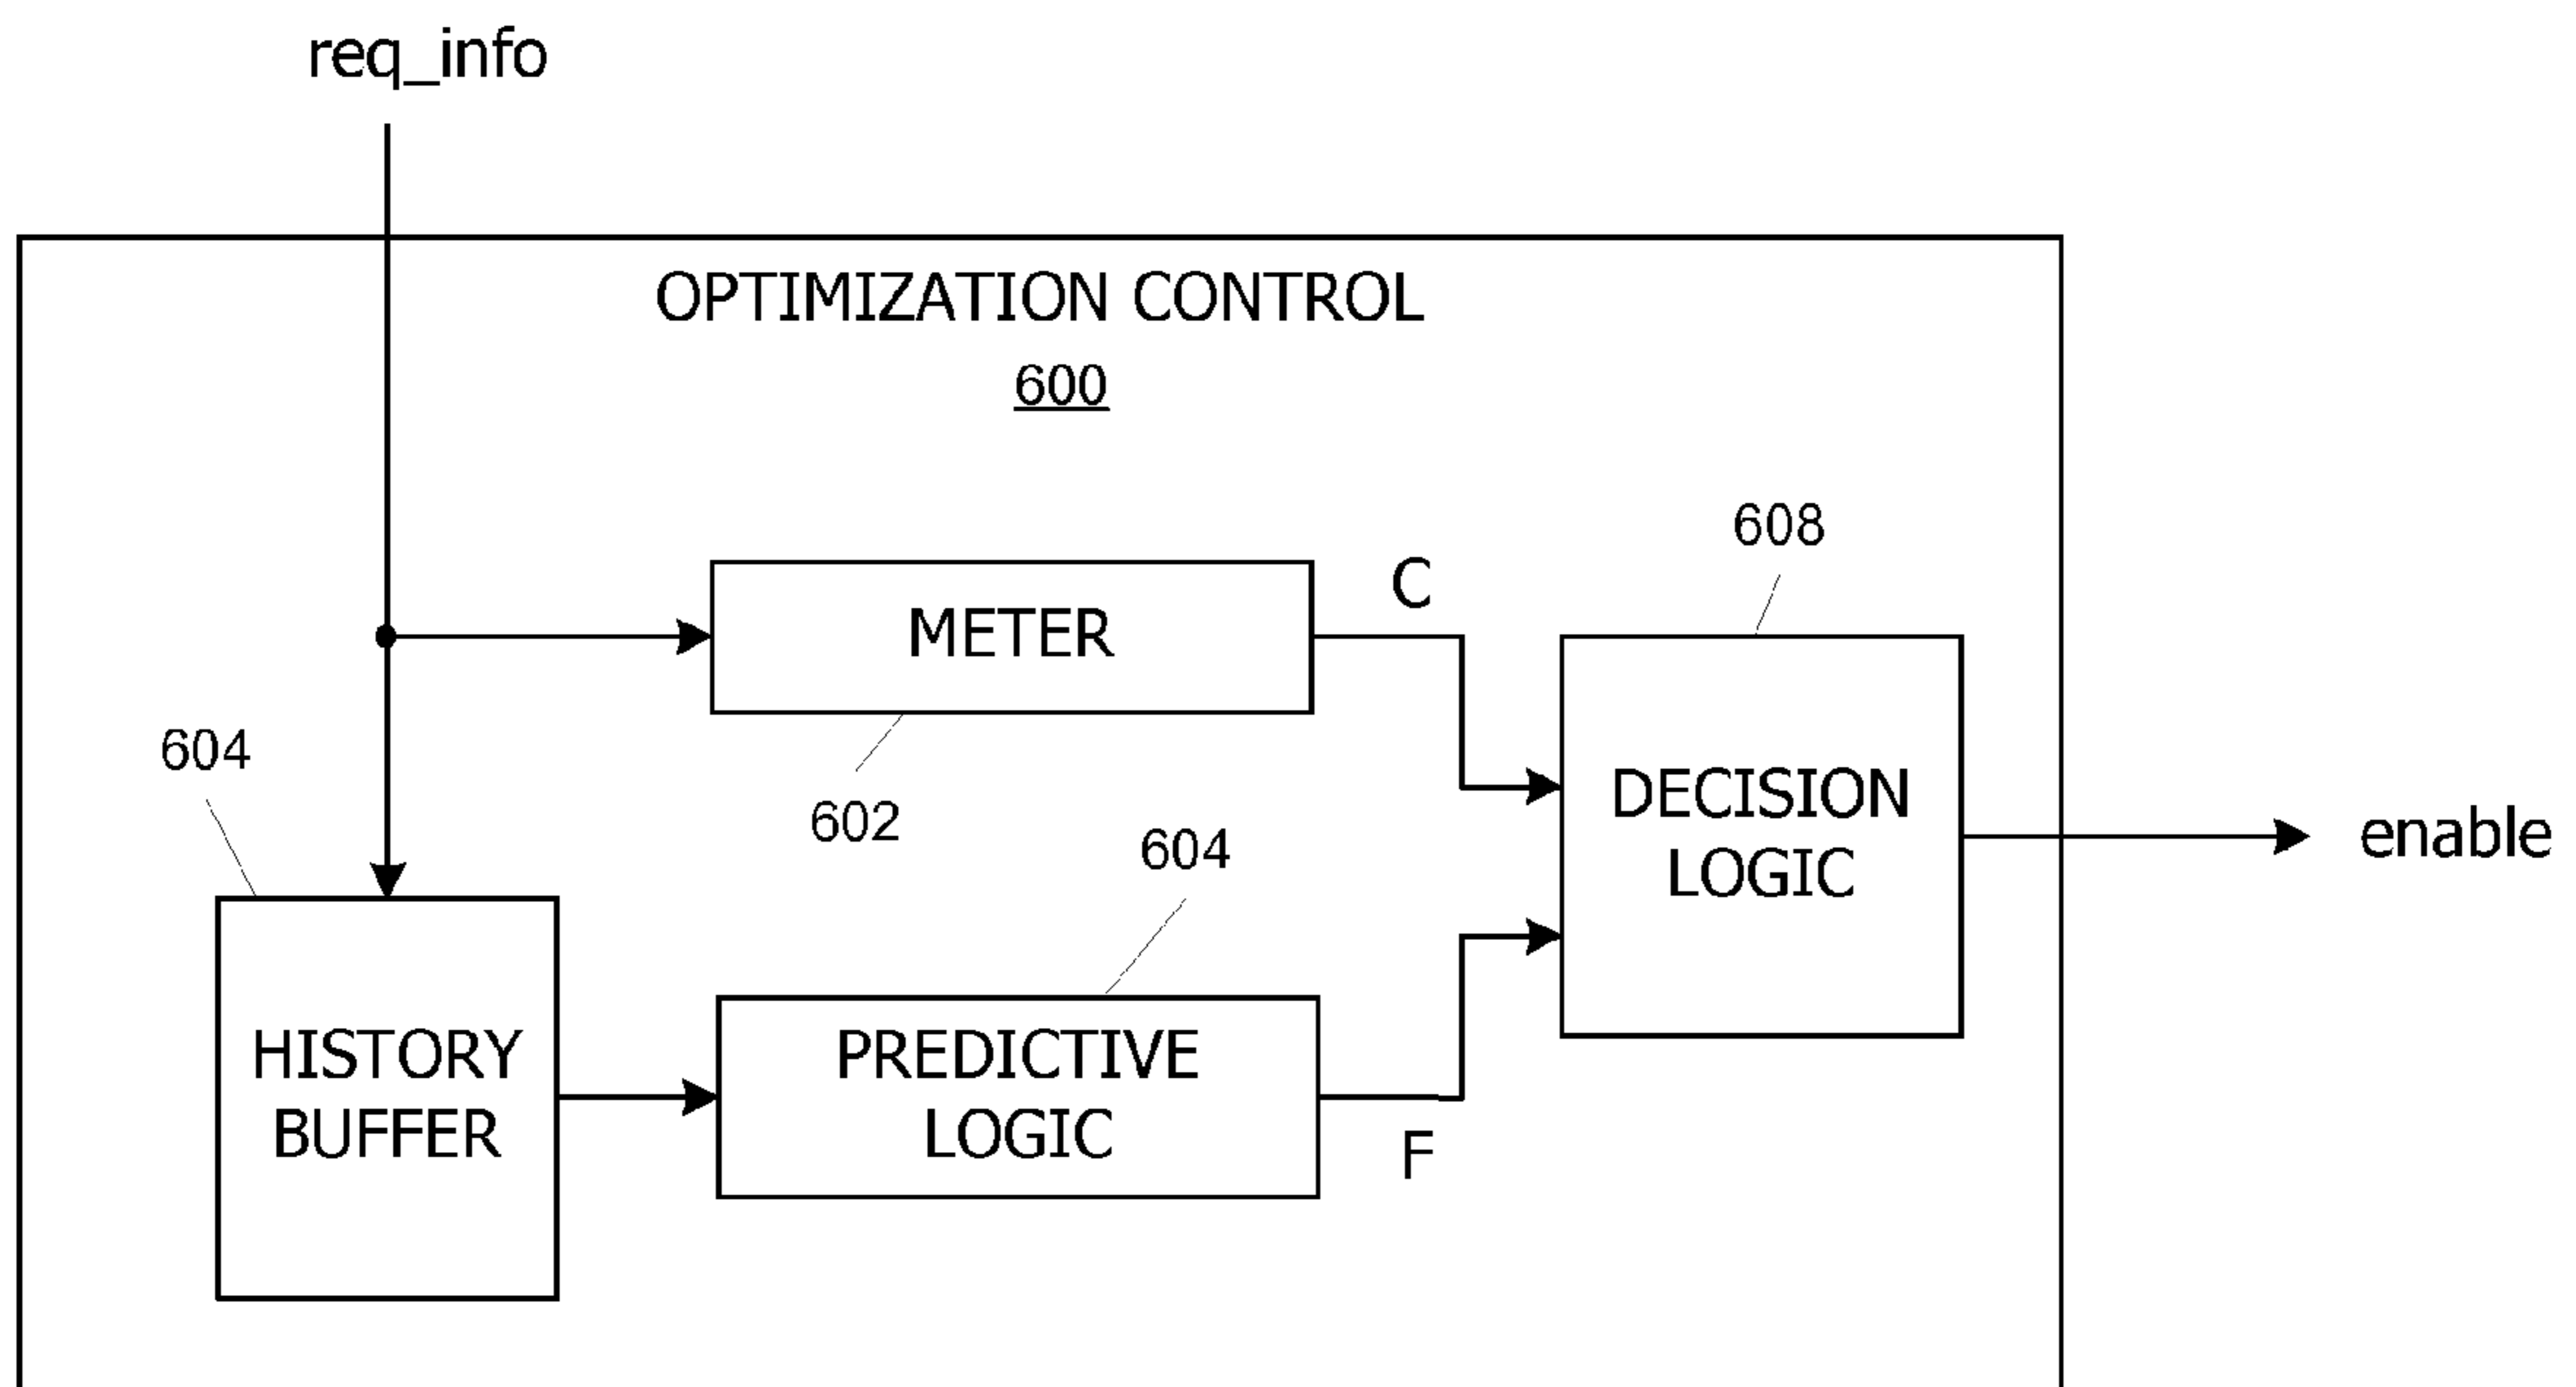 req_info
OPTIMIZATION CONTROL
600
608
C
METER
604
602
DECISION
LOGIC
enable
604
HISTORY
BUFFER
PREDICTIVE
LOGIC
F